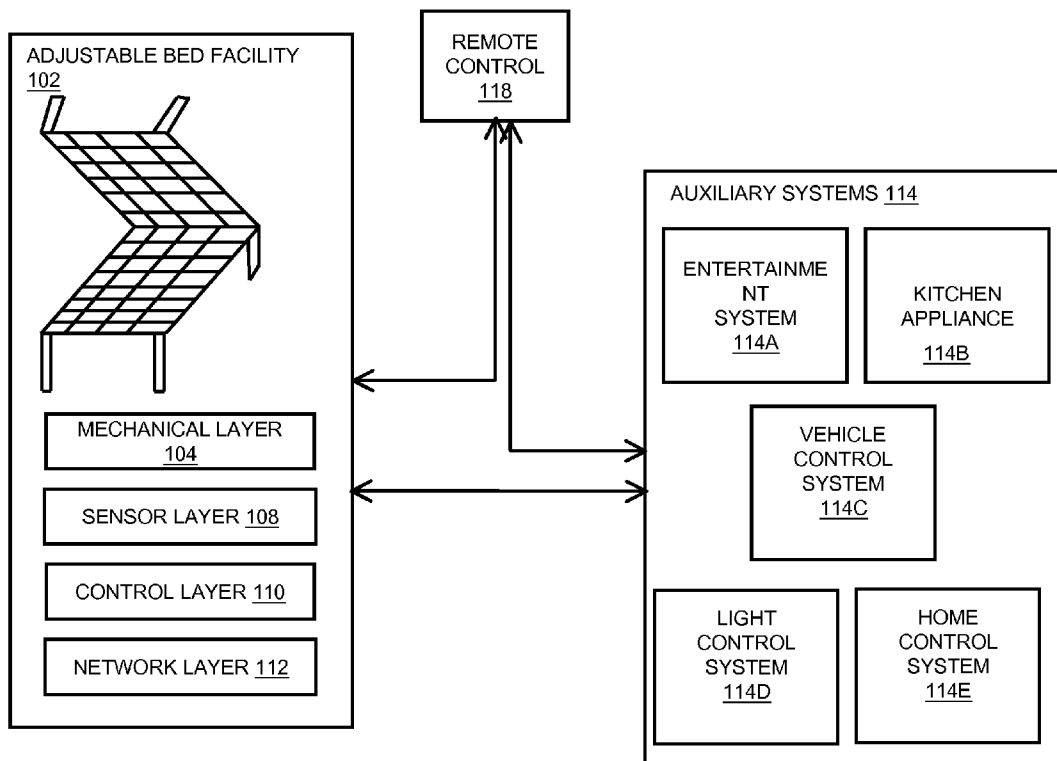 ADJUSTABLE BED FACILITY
102
MECHANICAL LAYER
104
SENSOR LAYER 108
CONTROL LAYER 110
NETWORK LAYER 112
REMOTE
CONTROL
118
AUXILIARY SYSTEMS 114
ENTERTAINME
NT
SYSTEM
114A
KITCHEN
APPLIANCE
114B
VEHICLE
CONTROL
SYSTEM
114C
LIGHT
CONTROL
SYSTEM
114D
HOME
CONTROL
SYSTEM
114E